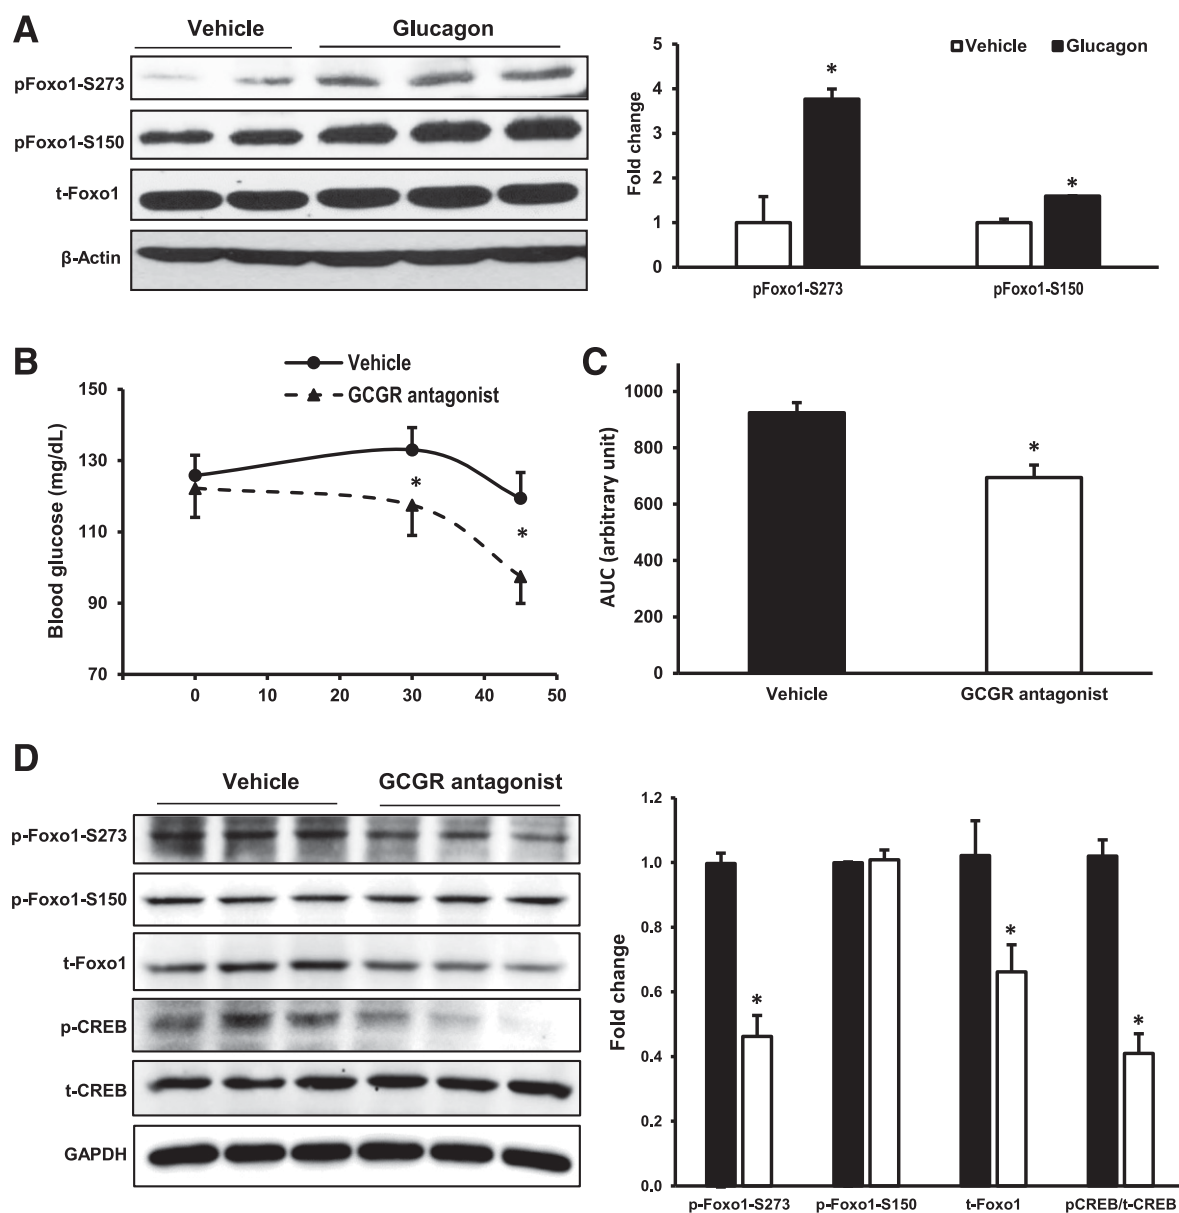 A
Vehicle
Glucagon
pFoxo1-S273
pFoxo1-S150
t-Foxo1
β-Actin
5
4
3
2
1
0
Fold change
Vehicle
Glucagon
*
*
pFoxo1-S273
pFoxo1-S150
B
Vehicle
GCGR antagonist
150
130
110
90
70
Blood glucose (mg/dL)
*
*
0
10
20
30
40
50
C
1000
800
600
400
200
0
AUC (arbitrary unit)
*
Vehicle
GCGR antagonist
D
Vehicle
GCGR antagonist
p-Foxo1-S273
p-Foxo1-S150
t-Foxo1
p-CREB
t-CREB
GAPDH
1.2
1.0
0.8
0.6
0.4
0.2
0.0
Fold change
*
*
*
p-Foxo1-S273
p-Foxo1-S150
t-Foxo1
pCREB/t-CREB